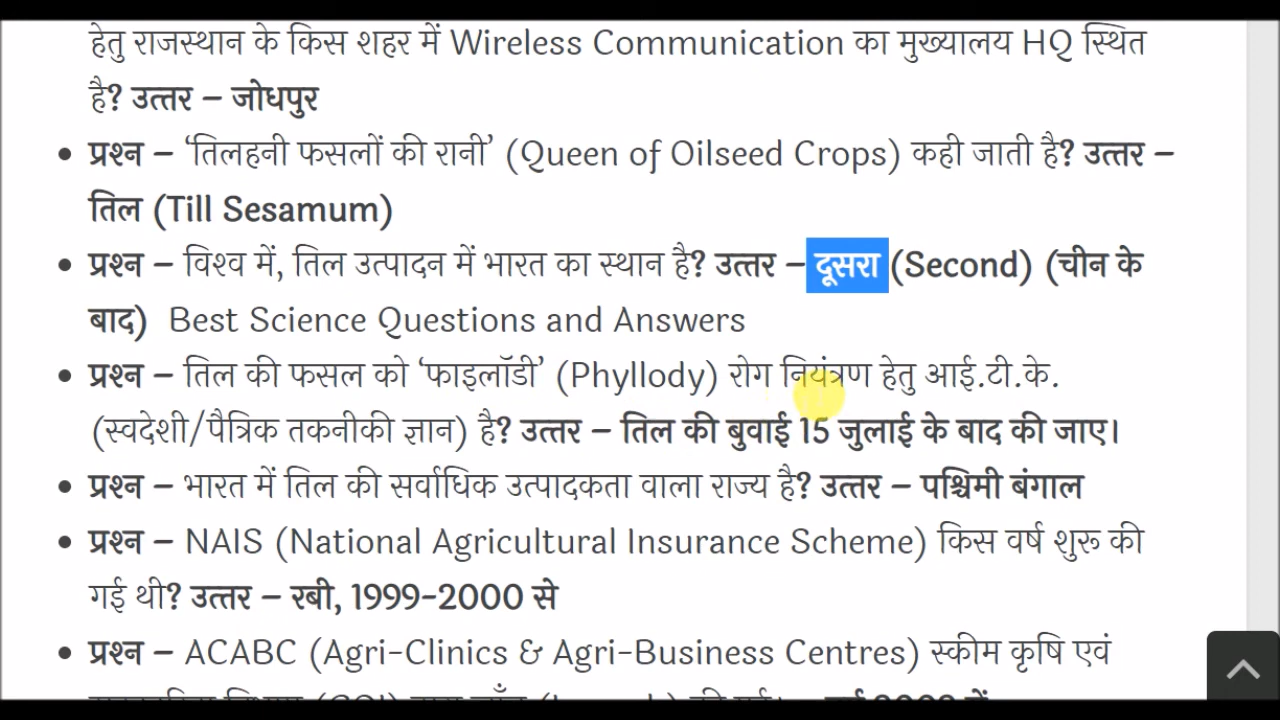 हेतु राजस्थान के किस शहर में Wireless Communication का मुख्यालय HQ स्थित
है? उत्तर – जोधपुर
• प्रश्न – ‘तिलहनी फसलों की रानी’ (Queen of Oilseed Crops) कही जाती है? उत्तर –
तिल (Till Sesamum)
• प्रश्न – विश्व में, तिल उत्पादन में भारत का स्थान है? उत्तर – दूसरा (Second) (चीन के
बाद) Best Science Questions and Answers
• प्रश्न – तिल की फसल को ‘फाइलॉडी’ (Phyllody) रोग नियंत्रण हेतु आई.टी.के.
(स्वदेशी/पैत्रिक तकनीकी ज्ञान) है? उत्तर – तिल की बुवाई 15 जुलाई के बाद की जाए।
• प्रश्न – भारत में तिल की सर्वाधिक उत्पादकता वाला राज्य है? उत्तर – पश्चिमी बंगाल
• प्रश्न – NAIS (National Agricultural Insurance Scheme) किस वर्ष शुरू की
गई थी? उत्तर – रबी, 1999-2000 से
• प्रश्न – ACABC (Agri-Clinics & Agri-Business Centres) स्कीम कृषि एवं